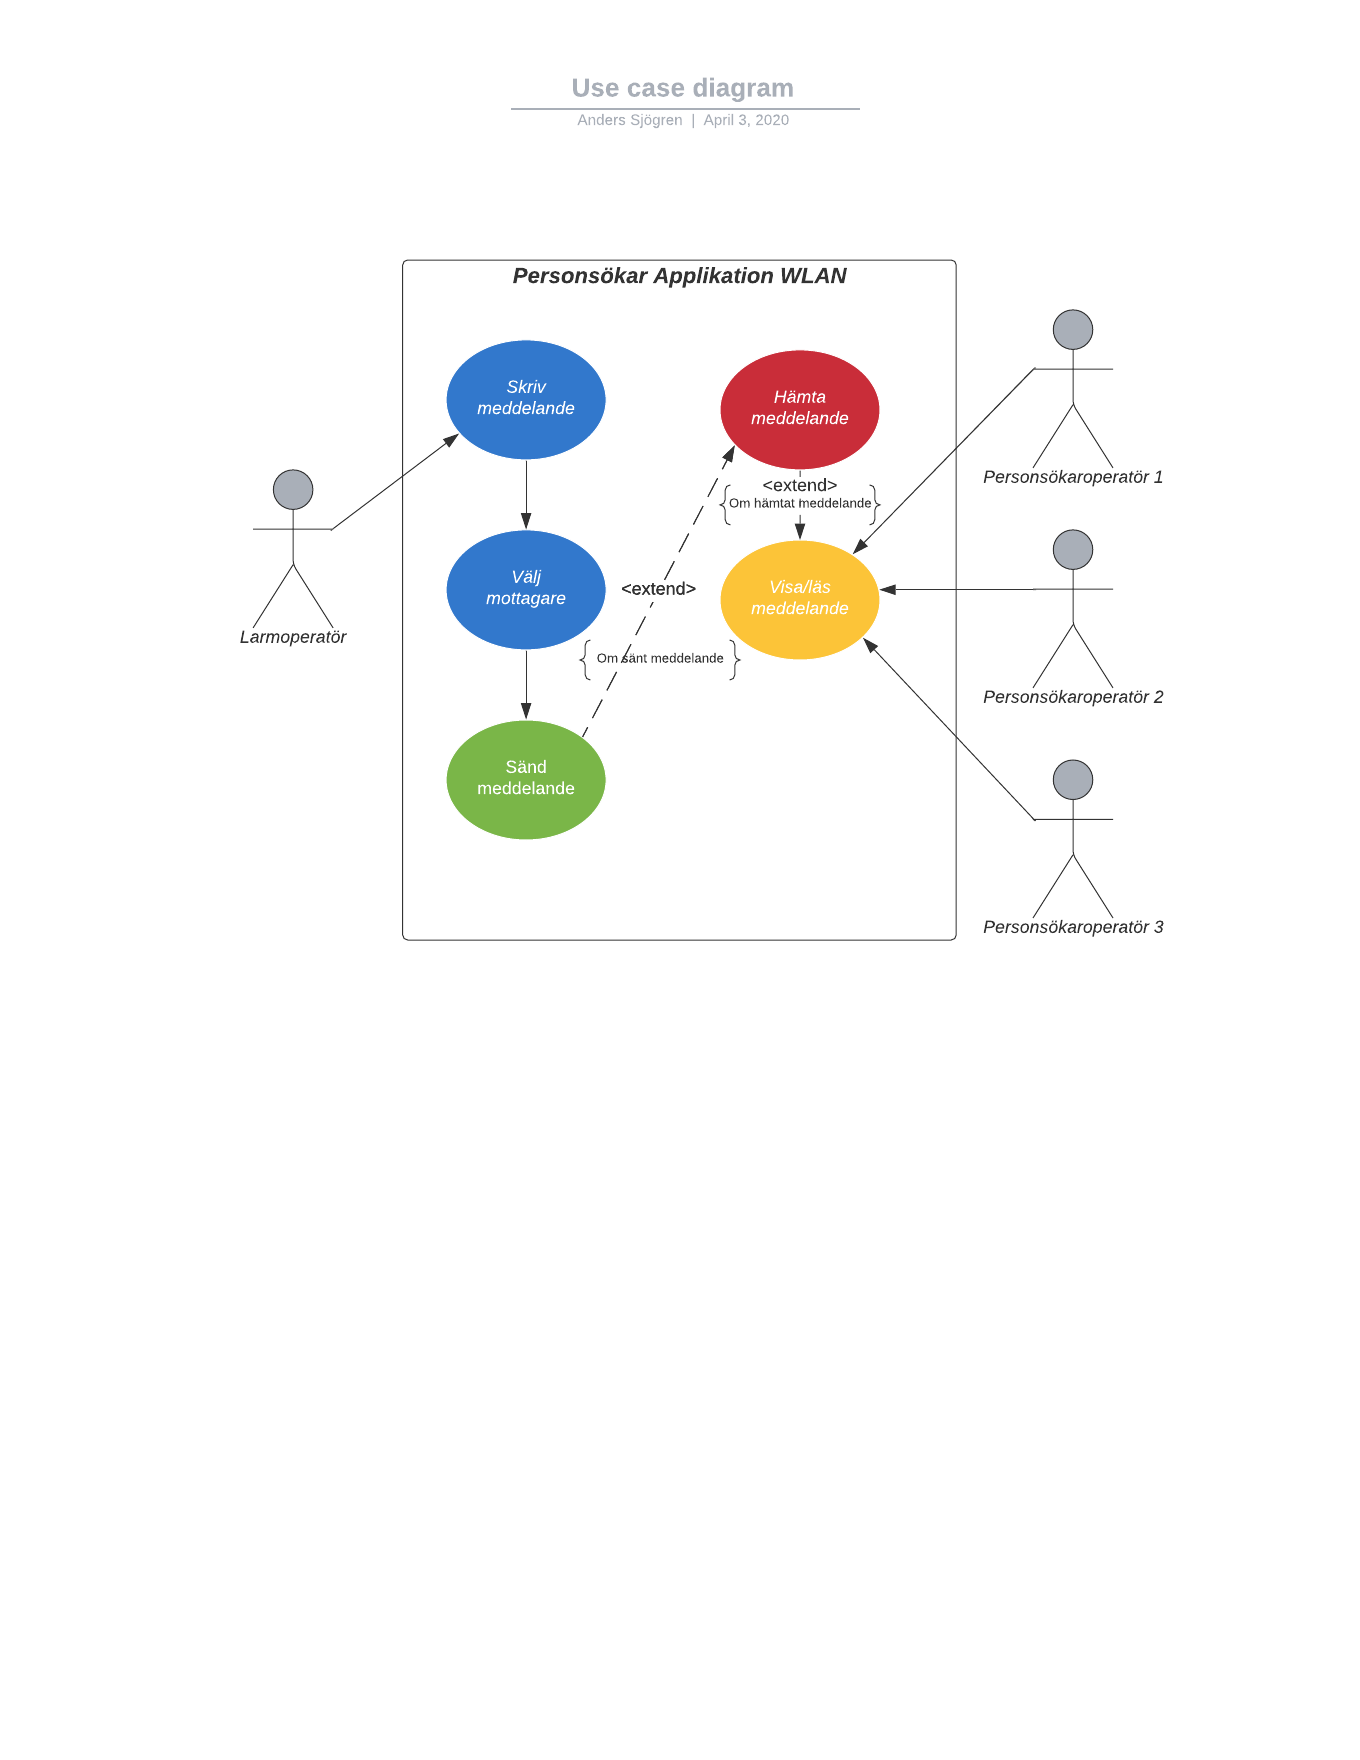 Use case diagram
Anders Sjögren | April 3, 2020
Personsökar Applikation WLAN
Skriv
meddelande
Hämta
meddelande
<extend>
Om hämtat meddelande
Personsökaroperatör 1
Välj
mottagare
<extend>
Visa/läs
meddelande
Larmoperatör
Om sänt meddelande
Personsökaroperatör 2
Sänd
meddelande
Personsökaroperatör 3